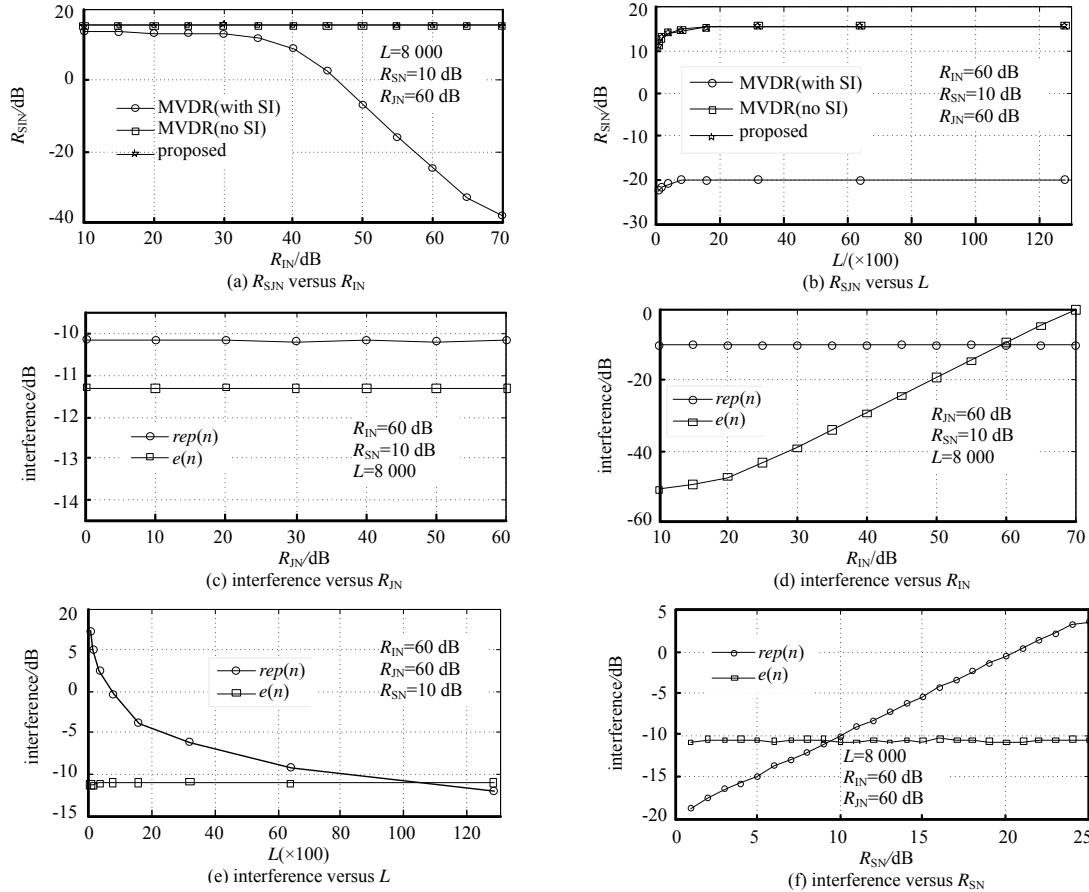 20
0
-20
-40
R_SIN/dB
MVDR(with SI)
MVDR(no SI)
proposed
L=8 000
R_SN=10 dB
R_JN=60 dB
10 20 30 40 50 60 70
R_IN/dB
(a) R_SJN versus R_IN
20
10
0
-10
-20
-30
R_SIN/dB
MVDR(with SI)
MVDR(no SI)
proposed
R_IN=60 dB
R_SN=10 dB
R_JN=60 dB
0 20 40 60 80 100 120
L/(×100)
(b) R_SJN versus L
-10
-11
-12
-13
-14
interference/dB
rep(n)
e(n)
R_IN=60 dB
R_SN=10 dB
L=8 000
0 10 20 30 40 50 60
R_JN/dB
(c) interference versus R_JN
0
-20
-40
-60
interference/dB
rep(n)
e(n)
R_JN=60 dB
R_SN=10 dB
L=8 000
10 20 30 40 50 60 70
R_IN/dB
(d) interference versus R_IN
20
5
0
-5
-10
-15
interference/dB
rep(n)
e(n)
R_IN=60 dB
R_JN=60 dB
R_SN=10 dB
0 20 40 60 80 100 120
L(×100)
(e) interference versus L
5
0
-5
-10
-15
-20
interference/dB
rep(n)
e(n)
L=8 000
R_IN=60 dB
R_JN=60 dB
0 5 10 15 20 25
R_SN/dB
(f) interference versus R_SN